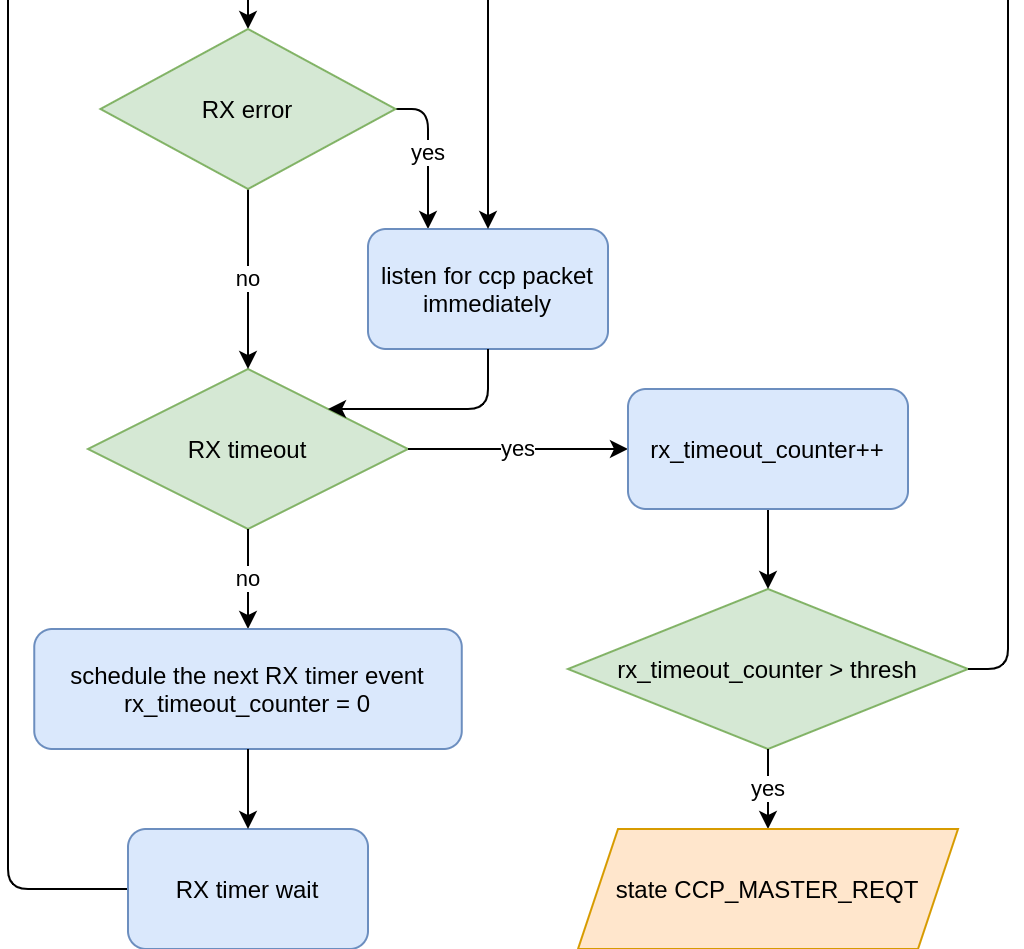 RX error
yes
no
listen for ccp packet
immediately
RX timeout
yes
rx_timeout_counter++
no
schedule the next RX timer event
rx_timeout_counter = 0
rx_timeout_counter > thresh
yes
RX timer wait
state CCP_MASTER_REQT